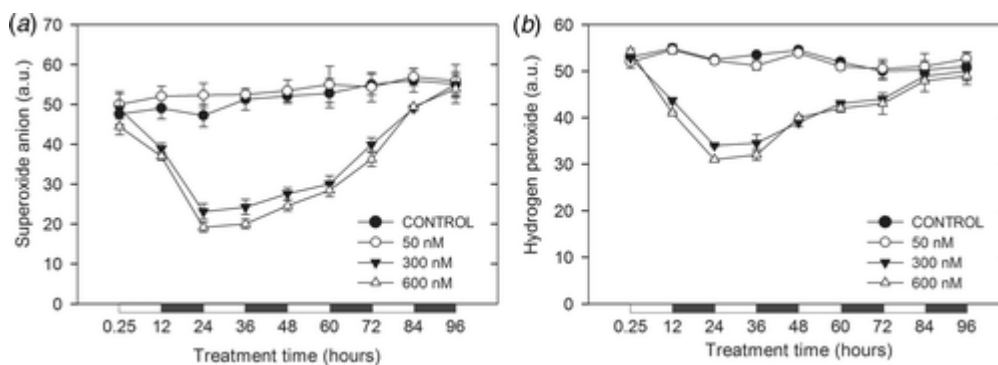 (a)
70
60
50
40
30
20
10
0
Superoxide anion (a.u.)
CONTROL
50 nM
300 nM
600 nM
0.25 12 24 36 48 60 72 84 96
Treatment time (hours)
(b)
60
50
40
30
20
10
0
Hydrogen peroxide (a.u.)
CONTROL
50 nM
300 nM
600 nM
0.25 12 24 36 48 60 72 84 96
Treatment time (hours)